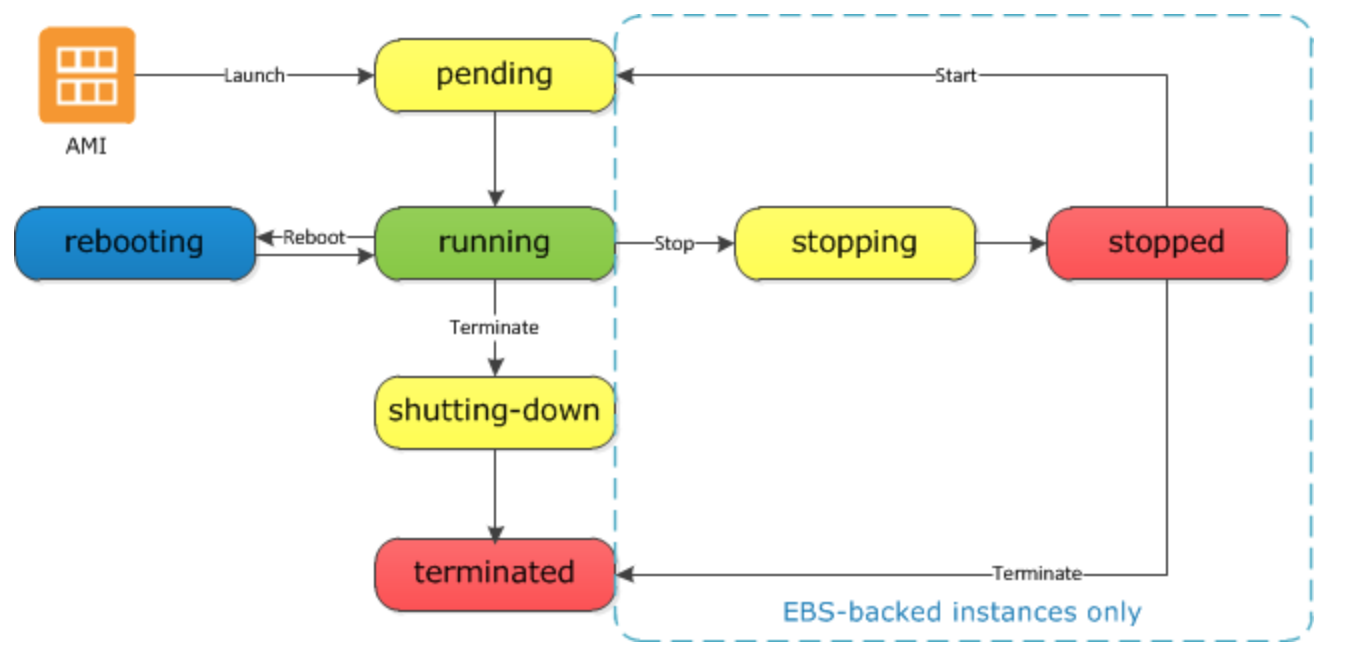 Launch
pending
Start
AMI
rebooting
Reboot
running
Stop
stopping
stopped
Terminate
shutting-down
terminated
Terminate
EBS-backed instances only